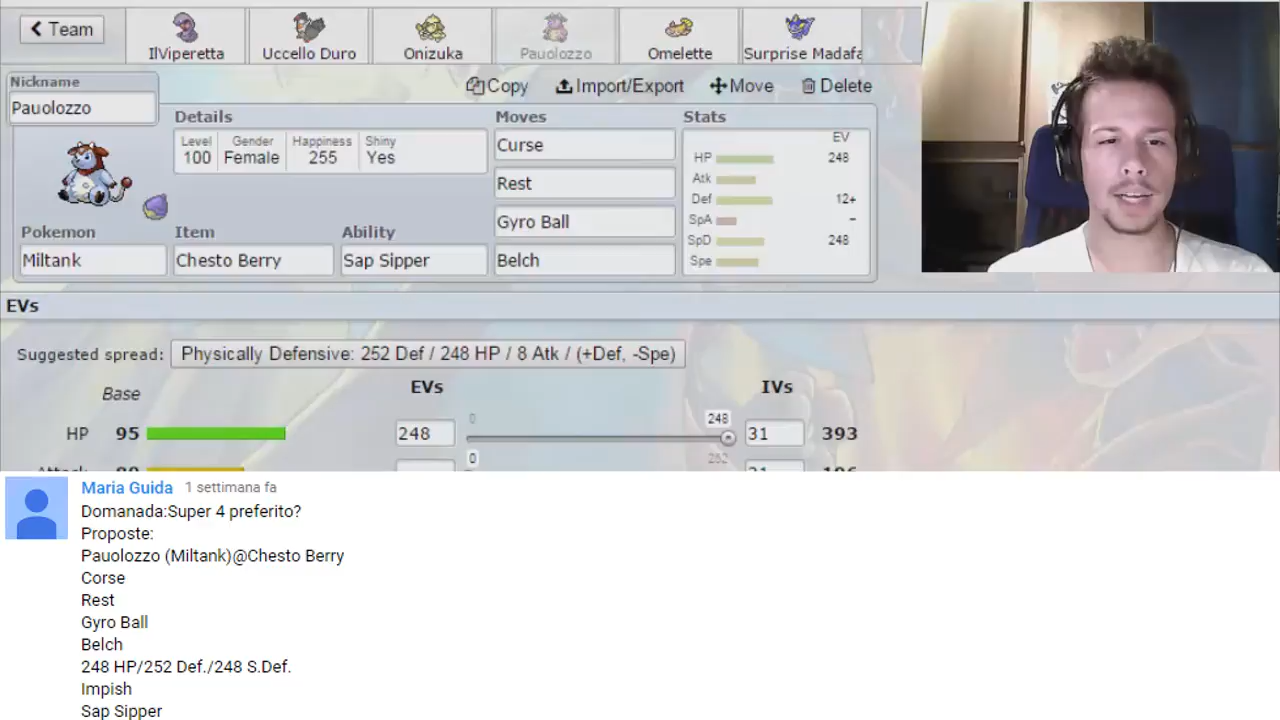 Team
IlViperetta
Uccello Duro
Onizuka
Pauolozzo
Omelette
Surprise Madafa
Nickname
Pauolozzo
Copy
Import/Export
Move
Delete
Details
Level
100
Gender
Female
Happiness
255
Shiny
Yes
Pokemon
Miltank
Item
Chesto Berry
Ability
Sap Sipper
Moves
Curse
Rest
Gyro Ball
Belch
Stats
EV
HP 248
Atk
Def 12+
SpA –
SpD 248
Spe
EVs
Suggested spread: Physically Defensive: 252 Def / 248 HP / 8 Atk / (+Def, -Spe)
Base EVs IVs
0 248
HP 95 248 31 393
0 252
Maria Guida 1 settimana fa
Domanada:Super 4 preferito?
Proposte:
Pauolozzo (Miltank)@Chesto Berry
Corse
Rest
Gyro Ball
Belch
248 HP/252 Def./248 S.Def.
Impish
Sap Sipper